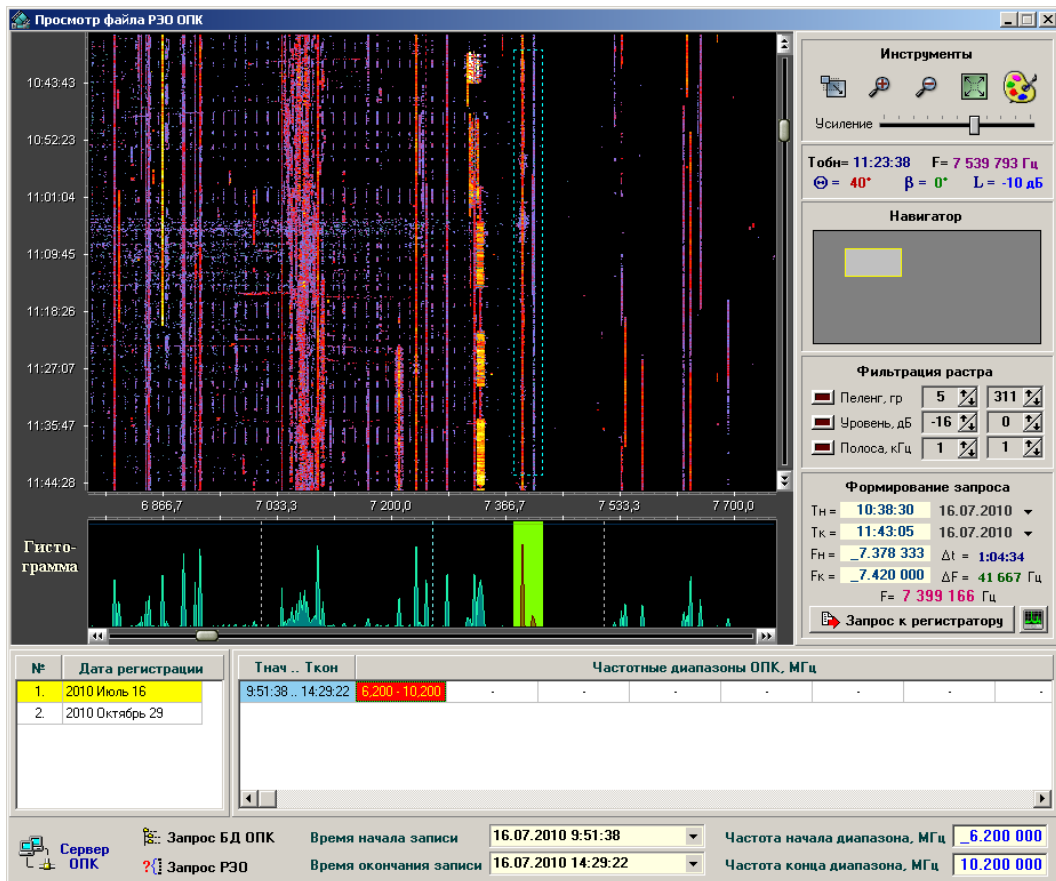 Просмотр файла РЭО ОПК
10:43:43
10:52:23
11:01:04
11:09:45
11:18:26
11:27:07
11:35:47
11:44:28
6 866,7
7 033,3
7 200,0
7 366,7
7 533,3
7 700,0
Гисто-
грамма
Инструменты
Усиление
Тобн= 11:23:38 F= 7 539 793 Гц
Θ = 40° β = 0° L = -10 дБ
Навигатор
Фильтрация растра
Пеленг, гр 5 311
Уровень, дБ -16 0
Полоса, кГц 1 1
Формирование запроса
Тн = 10:38:30 16.07.2010
Тк = 11:43:05 16.07.2010
Fн = _7.378 333 Δt = 1:04:34
Fк = _7.420 000 ΔF = 41 667 Гц
F= 7 399 166 Гц
Запрос к регистратору
№ Дата регистрации
1. 2010 Июль 16
2. 2010 Октябрь 29
Тнач .. Ткон Частотные диапазоны ОПК, МГц
9:51:38 .. 14:29:22 6,200 - 10,200 - - - - - - -
Сервер
ОПК
Запрос БД ОПК
?{} Запрос РЭО
Время начала записи 16.07.2010 9:51:38
Время окончания записи 16.07.2010 14:29:22
Частота начала диапазона, МГц _6.200 000
Частота конца диапазона, МГц 10.200 000